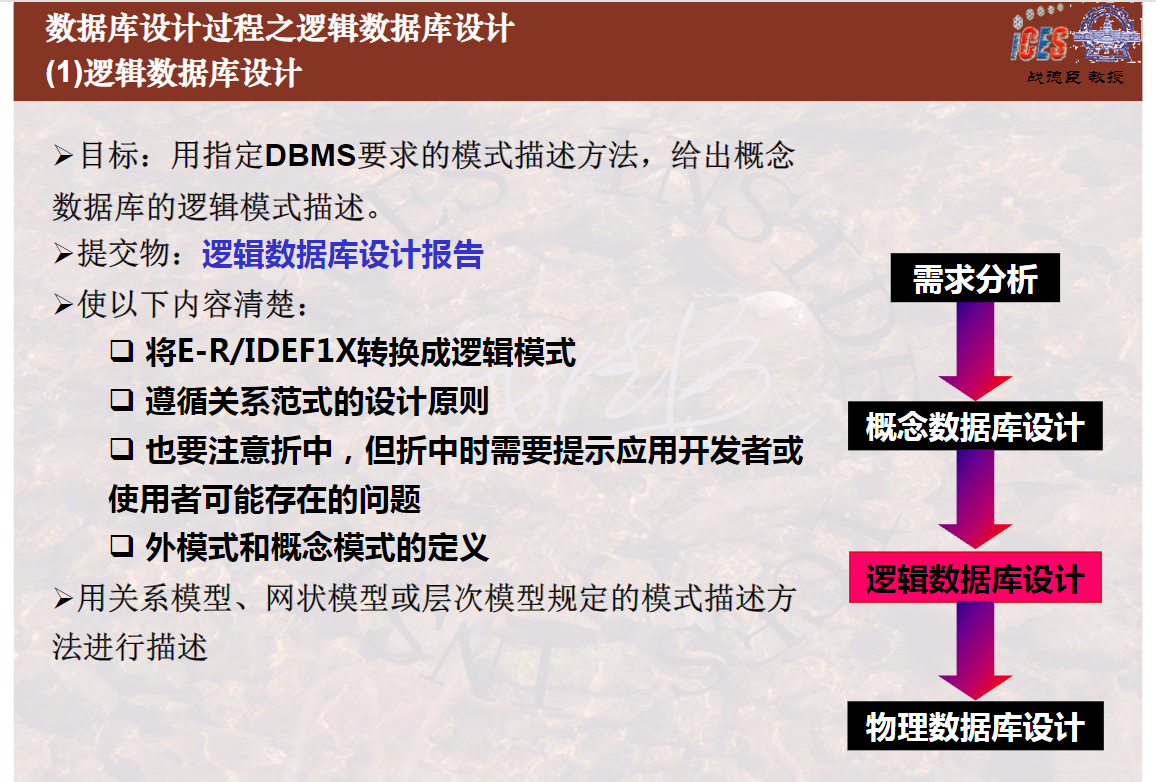 数据库设计过程之逻辑数据库设计
(1)逻辑数据库设计
iCES
战德臣 教授
➢目标：用指定DBMS要求的模式描述方法，给出概念
数据库的逻辑模式描述。
➢提交物：逻辑数据库设计报告
➢使以下内容清楚：
❑ 将E-R/IDEF1X转换成逻辑模式
❑ 遵循关系范式的设计原则
❑ 也要注意折中，但折中时需要提示应用开发者或
使用者可能存在的问题
❑ 外模式和概念模式的定义
➢用关系模型、网状模型或层次模型规定的模式描述方
法进行描述
需求分析
概念数据库设计
逻辑数据库设计
物理数据库设计